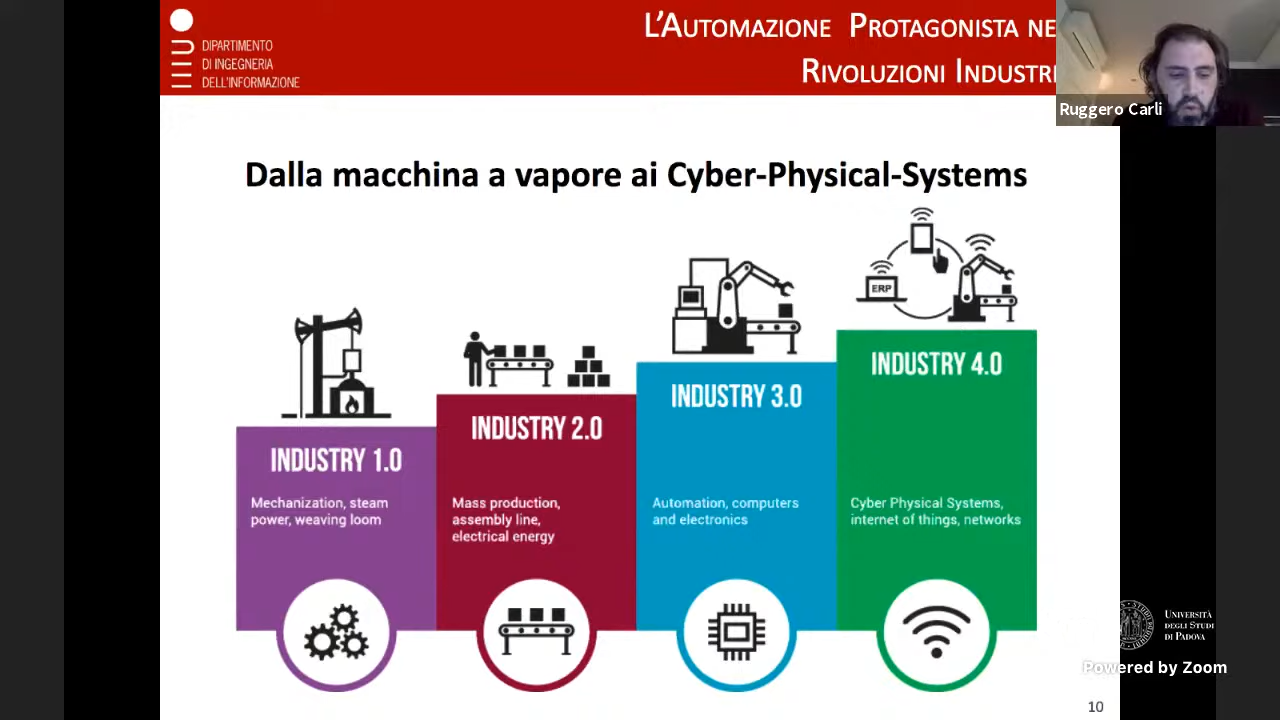 L'AUTOMAZIONE PROTAGONISTA NE
RIVOLUZIONI INDUSTRI
DIPARTIMENTO
DI INGEGNERIA
DELL'INFORMAZIONE
Ruggero Carli
Dalla macchina a vapore ai Cyber-Physical-Systems
ERP
INDUSTRY 1.0
Mechanization, steam
power, weaving loom
INDUSTRY 2.0
Mass production,
assembly line,
electrical energy
INDUSTRY 3.0
Automation, computers
and electronics
INDUSTRY 4.0
Cyber Physical Systems,
internet of things, networks
UNIVERSITÀ
DEGLI STUDI
DI PADOVA
Powered by Zoom
10